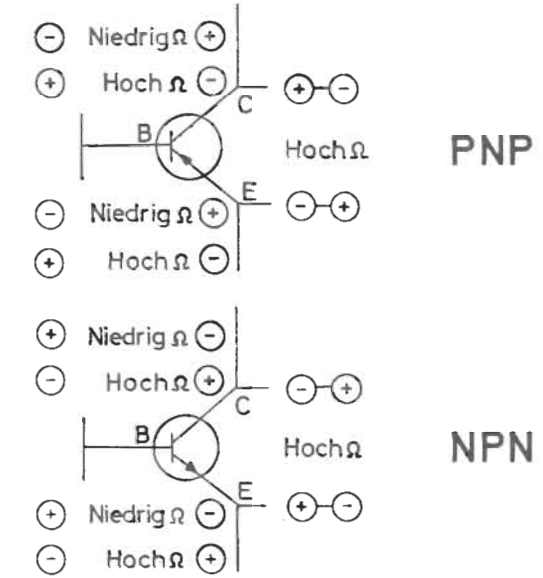 ⊖ Niedrig Ω ⊕
⊕ Hoch Ω ⊖
C ⊕-⊖
B
Hoch Ω PNP
E
⊖ Niedrig Ω ⊕ ⊖-⊕
⊕ Hoch Ω ⊖
⊕ Niedrig Ω ⊖
⊖ Hoch Ω ⊕
C ⊖-⊕
B
Hoch Ω NPN
E
⊕ Niedrig Ω ⊖ ⊕-⊖
⊖ Hoch Ω ⊕